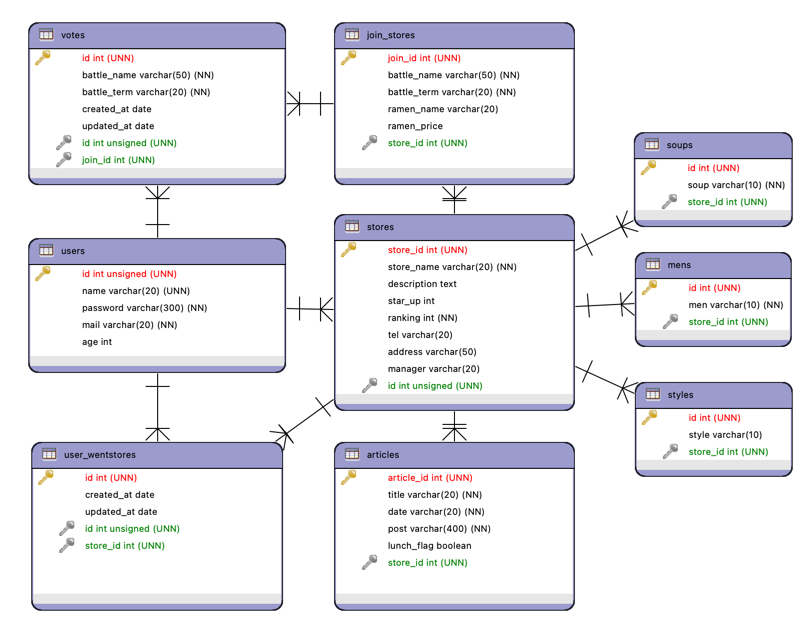 votes
id int (UNN)
battle_name varchar(50) (NN)
battle_term varchar(20) (NN)
created_at date
updated_at date
id int unsigned (UNN)
join_id int (UNN)
join_stores
join_id int (UNN)
battle_name varchar(50) (NN)
battle_term varchar(20) (NN)
ramen_name varchar(20)
ramen_price
store_id int (UNN)
soups
id int (UNN)
soup varchar(10) (NN)
store_id int (UNN)
users
id int unsigned (UNN)
name varchar(20) (UNN)
password varchar(300) (NN)
mail varchar(20) (NN)
age int
stores
store_id int (UNN)
store_name varchar(20) (NN)
description text
star_up int
ranking int (NN)
tel varchar(20)
address varchar(50)
manager varchar(20)
id int unsigned (UNN)
mens
id int (UNN)
men varchar(10) (NN)
store_id int (UNN)
styles
id int (UNN)
style varchar(10)
store_id int (UNN)
user_wentstores
id int (UNN)
created_at date
updated_at date
id int unsigned (UNN)
store_id int (UNN)
articles
article_id int (UNN)
title varchar(20) (NN)
date varchar(20) (NN)
post varchar(400) (NN)
lunch_flag boolean
store_id int (UNN)